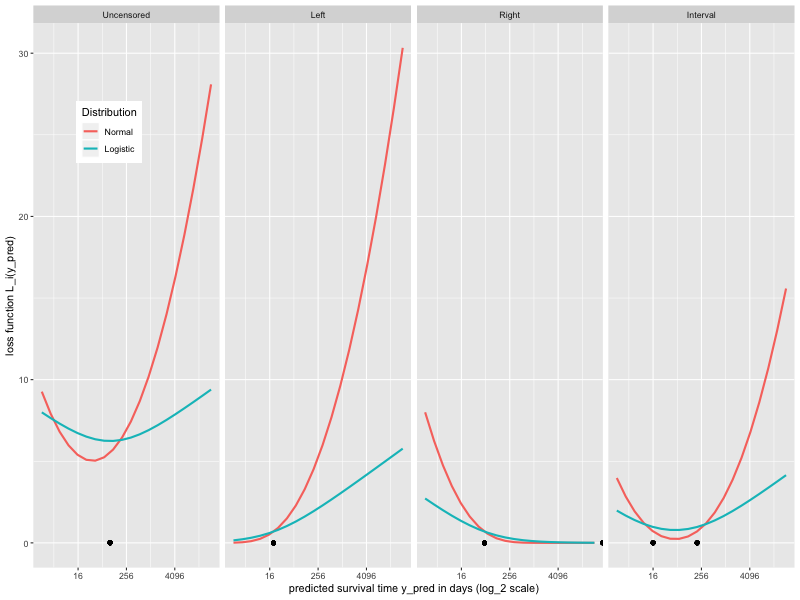 Uncensored Left Right Interval
Distribution
Normal
Logistic
30
20
10
0
16 256 4096 16 256 4096 16 256 4096 16 256 4096
predicted survival time y_pred in days (log_2 scale)
loss function L_i(y_pred)